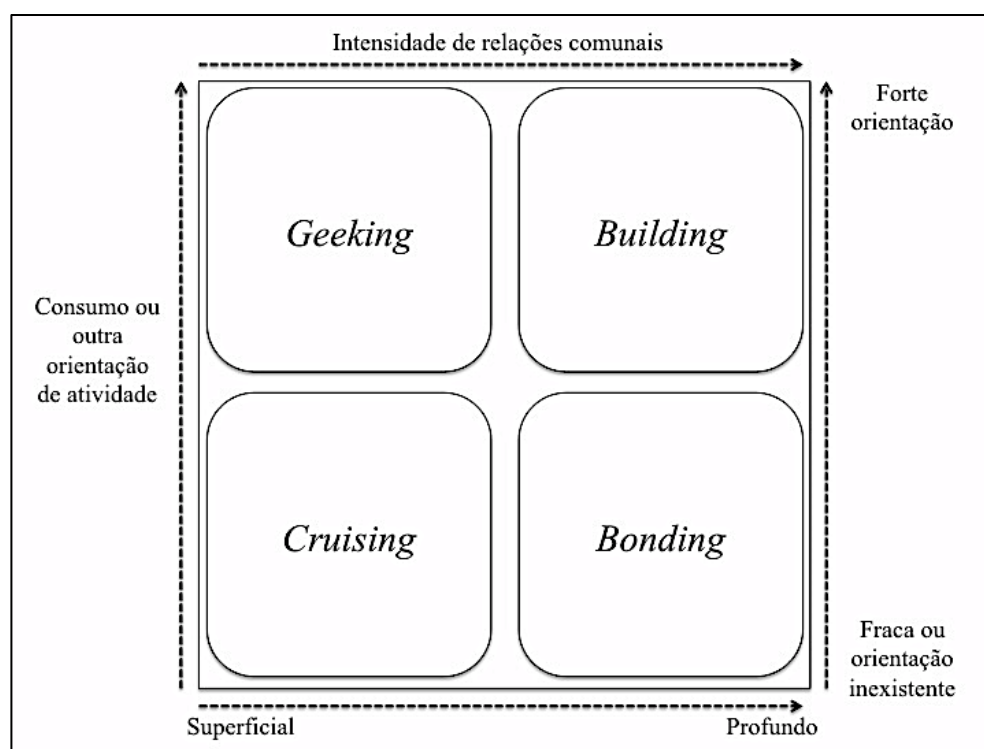 Intensidade de relações comunais
Forte
orientação
Geeking
Building
Consumo ou
outra
orientação
de atividade
Cruising
Bonding
Fraca ou
orientação
inexistente
Superficial
Profundo